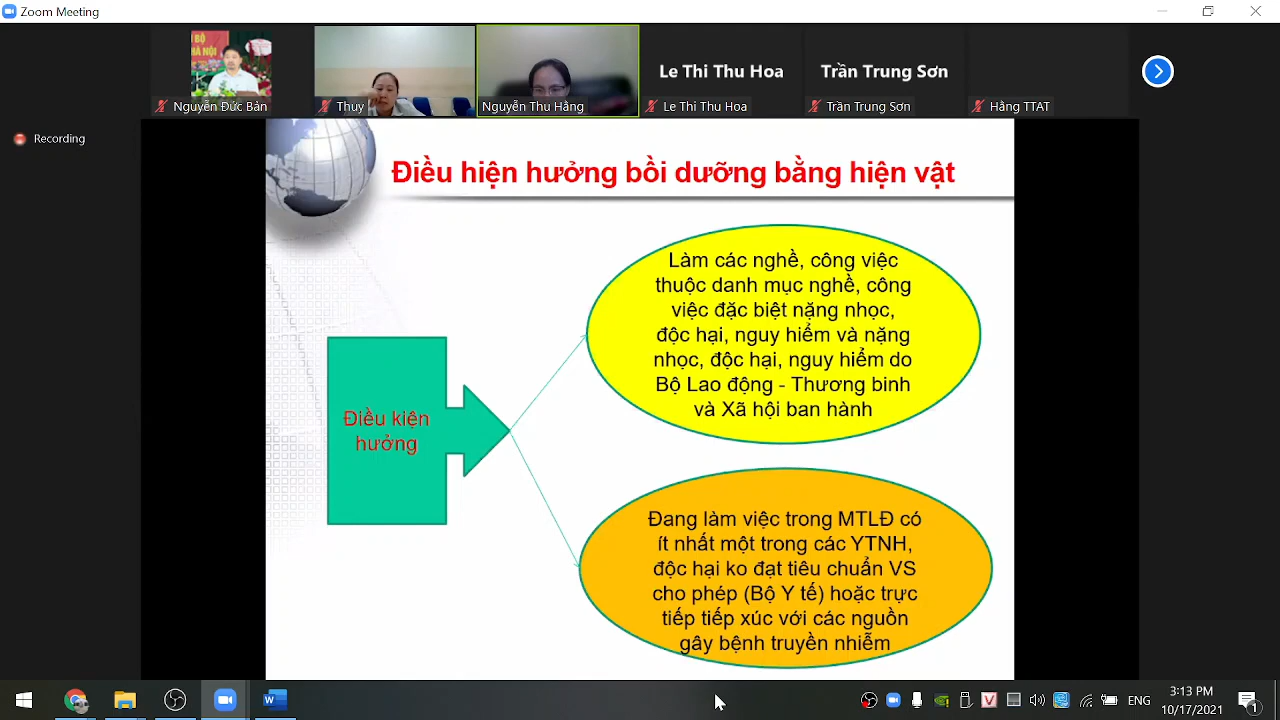 Zoom Meeting
BỘ
HÀ NỘI
Le Thi Thu Hoa
Trần Trung Sơn
Nguyễn Đức Bản
Thuy
Nguyễn Thu Hằng
Le Thi Thu Hoa
Trần Trung Sơn
Hằng TTAT
Recording
Điều hiện hưởng bồi dưỡng bằng hiện vật
Điều kiện
hưởng
Làm các nghề, công việc
thuộc danh mục nghề, công
việc đặc biệt nặng nhọc,
độc hại, nguy hiểm và nặng
nhọc, độc hại, nguy hiểm do
Bộ Lao động - Thương binh
và Xã hội ban hành
Đang làm việc trong MTLĐ có
ít nhất một trong các YTNH,
độc hại ko đạt tiêu chuẩn VS
cho phép (Bộ Y tế) hoặc trực
tiếp tiếp xúc với các nguồn
gây bệnh truyền nhiễm
ENG
3:13 PM
10/17/2021